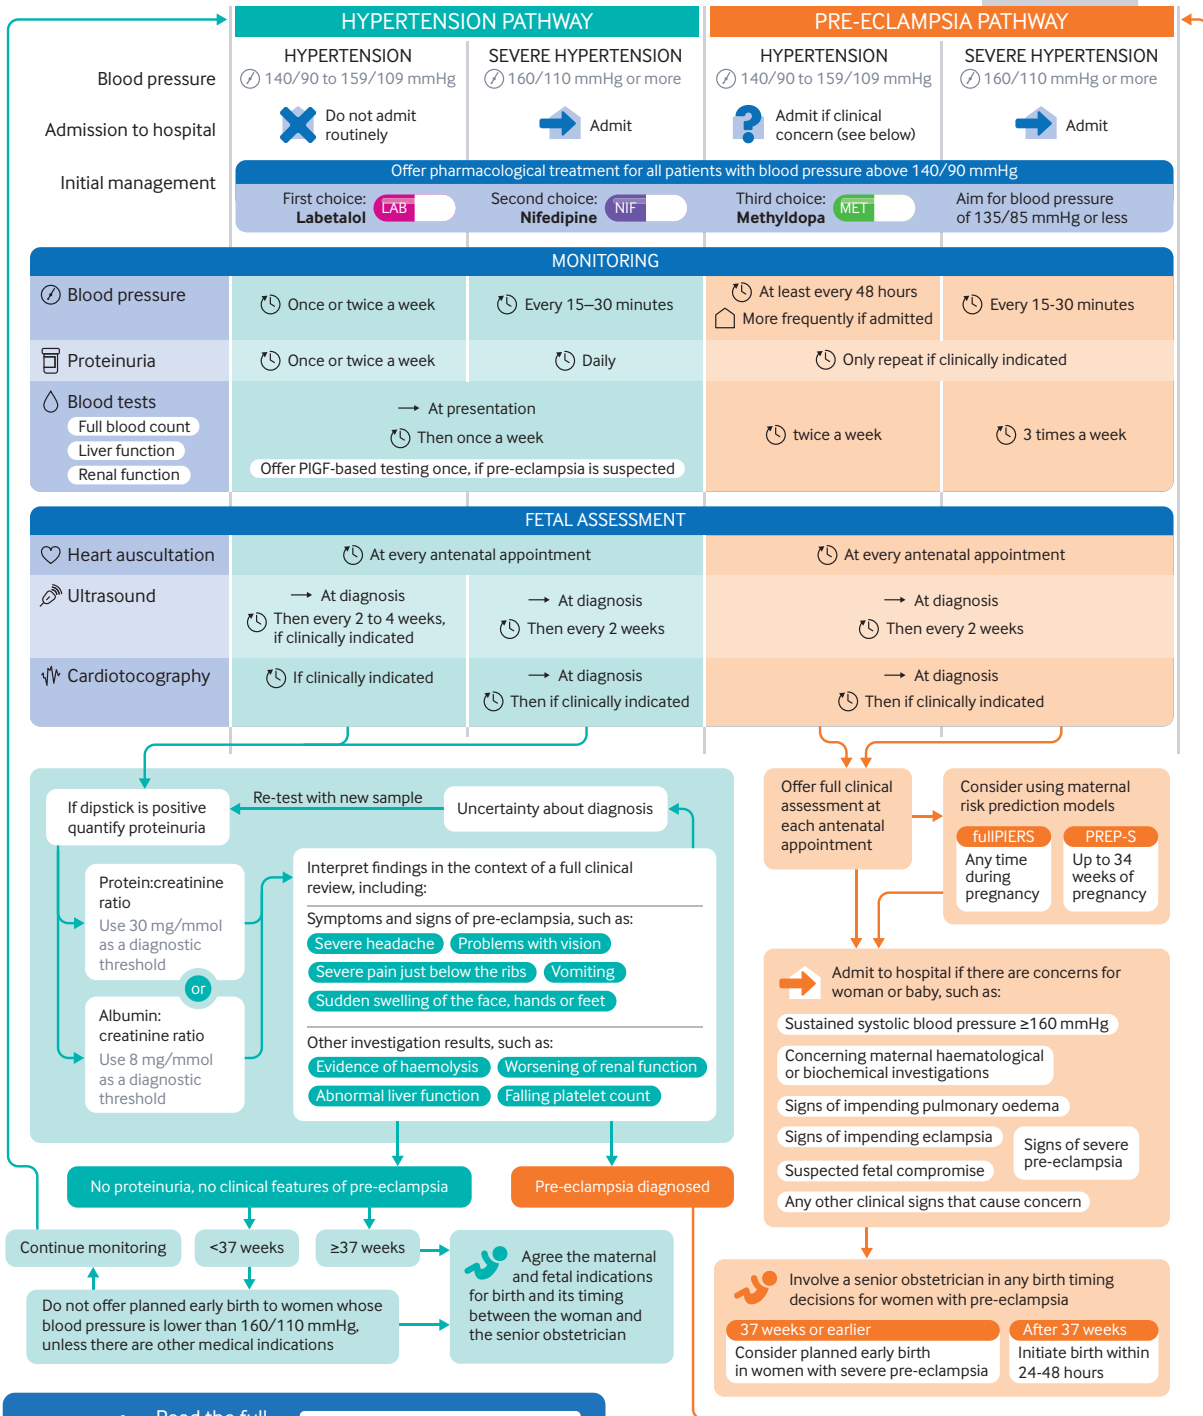 HYPERTENSION PATHWAY
PRE-ECLAMPSIA PATHWAY
Blood pressure
HYPERTENSION
140/90 to 159/109 mmHg
SEVERE HYPERTENSION
160/110 mmHg or more
HYPERTENSION
140/90 to 159/109 mmHg
SEVERE HYPERTENSION
160/110 mmHg or more
Admission to hospital
Do not admit
routinely
Admit
Admit if clinical
concern (see below)
Admit
Initial management
Offer pharmacological treatment for all patients with blood pressure above 140/90 mmHg
First choice:
Labetalol
LAB
Second choice:
Nifedipine
NIF
Third choice:
Methyldopa
MET
Aim for blood pressure
of 135/85 mmHg or less
MONITORING
Blood pressure
Once or twice a week
Every 15–30 minutes
At least every 48 hours
More frequently if admitted
Every 15-30 minutes
Proteinuria
Once or twice a week
Daily
Only repeat if clinically indicated
Blood tests
Full blood count
Liver function
Renal function
At presentation
Then once a week
Offer PlGF-based testing once, if pre-eclampsia is suspected
twice a week
3 times a week
FETAL ASSESSMENT
Heart auscultation
At every antenatal appointment
At every antenatal appointment
Ultrasound
At diagnosis
Then every 2 to 4 weeks,
if clinically indicated
At diagnosis
Then every 2 weeks
At diagnosis
Then every 2 weeks
Cardiotocography
If clinically indicated
At diagnosis
Then if clinically indicated
At diagnosis
Then if clinically indicated
If dipstick is positive
quantify proteinuria
Re-test with new sample
Uncertainty about diagnosis
Protein:creatinine
ratio
Use 30 mg/mmol
as a diagnostic
threshold
or
Albumin:
creatinine ratio
Use 8 mg/mmol
as a diagnostic
threshold
Interpret findings in the context of a full clinical
review, including:
Symptoms and signs of pre-eclampsia, such as:
Severe headache
Problems with vision
Severe pain just below the ribs
Vomiting
Sudden swelling of the face, hands or feet
Other investigation results, such as:
Evidence of haemolysis
Worsening of renal function
Abnormal liver function
Falling platelet count
No proteinuria, no clinical features of pre-eclampsia
Pre-eclampsia diagnosed
Continue monitoring
<37 weeks
≥37 weeks
Do not offer planned early birth to women whose
blood pressure is lower than 160/110 mmHg,
unless there are other medical indications
Agree the maternal
and fetal indications
for birth and its timing
between the woman and
the senior obstetrician
Offer full clinical
assessment at
each antenatal
appointment
Consider using maternal
risk prediction models
fullPIERS
Any time
during
pregnancy
PREP-S
Up to 34
weeks of
pregnancy
Admit to hospital if there are concerns for
woman or baby, such as:
Sustained systolic blood pressure ≥160 mmHg
Concerning maternal haematological
or biochemical investigations
Signs of impending pulmonary oedema
Signs of impending eclampsia
Signs of severe
pre-eclampsia
Suspected fetal compromise
Any other clinical signs that cause concern
Involve a senior obstetrician in any birth timing
decisions for women with pre-eclampsia
37 weeks or earlier
Consider planned early birth
in women with severe pre-eclampsia
After 37 weeks
Initiate birth within
24-48 hours
Read the full